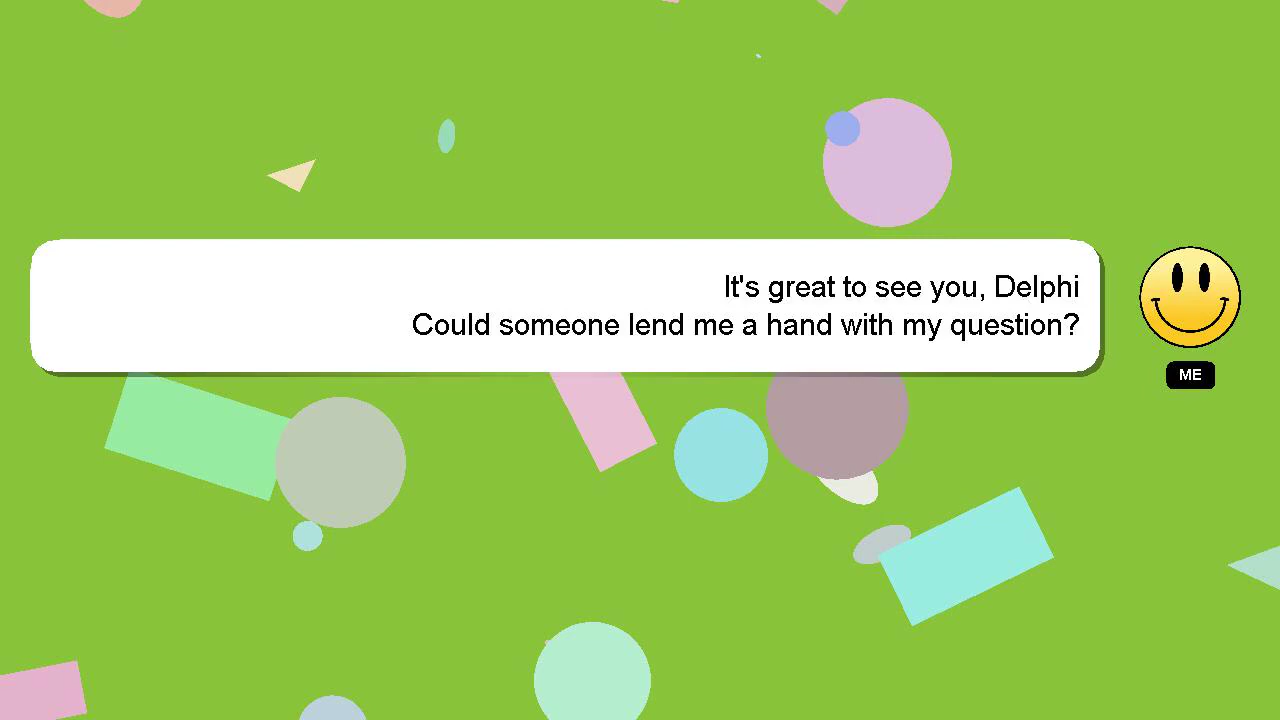 It's great to see you, Delphi
Could someone lend me a hand with my question?
ME